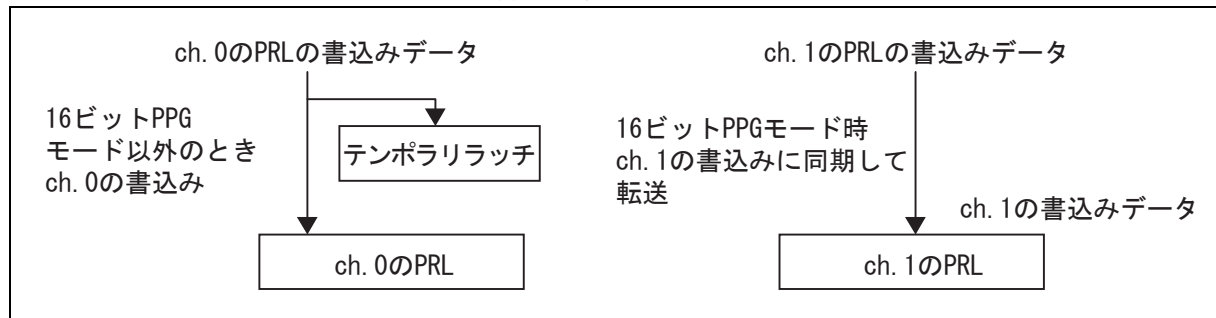 ch.0のPRLの書込みデータ
16ビットPPG
モード以外のとき
ch.0の書込み
テンポラリラッチ
ch.0のPRL
ch.1のPRLの書込みデータ
16ビットPPGモード時
ch.1の書込みに同期して
転送
ch.1の書込みデータ
ch.1のPRL